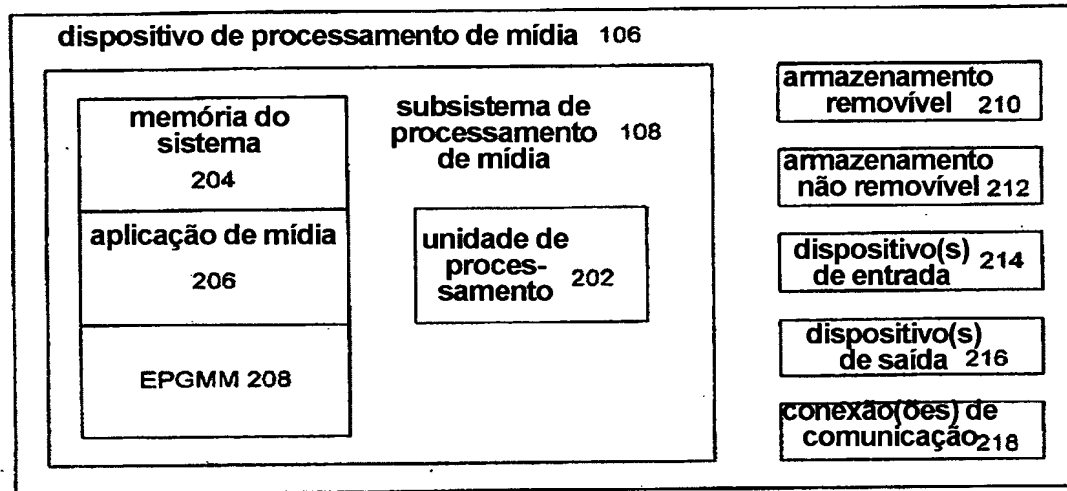 dispositivo de processamento de mídia 106
memória do
sistema
204
aplicação de mídia
206
EPGMM 208
subsistema de
processamento 108
de mídia
unidade de
proces-
samento 202
armazenamento
removível 210
armazenamento
não removível 212
dispositivo(s)
de entrada 214
dispositivo(s)
de saída 216
conexão(ões) de
comunicação 218